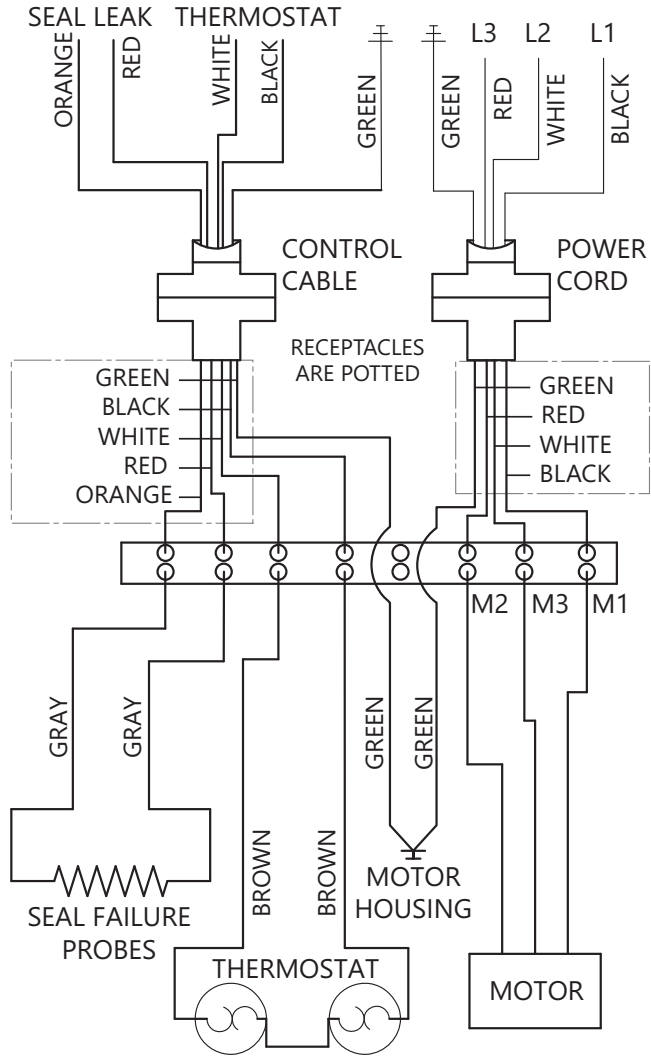 SEAL LEAK
THERMOSTAT
L3
L2
L1
ORANGE
RED
WHITE
BLACK
GREEN
GREEN
RED
WHITE
BLACK
CONTROL
CABLE
POWER
CORD
RECEPTACLES
ARE POTTED
GREEN
BLACK
WHITE
RED
ORANGE
GREEN
RED
WHITE
BLACK
M2
M3
M1
GRAY
GRAY
GREEN
GREEN
BROWN
BROWN
SEAL FAILURE
PROBES
MOTOR
HOUSING
THERMOSTAT
MOTOR